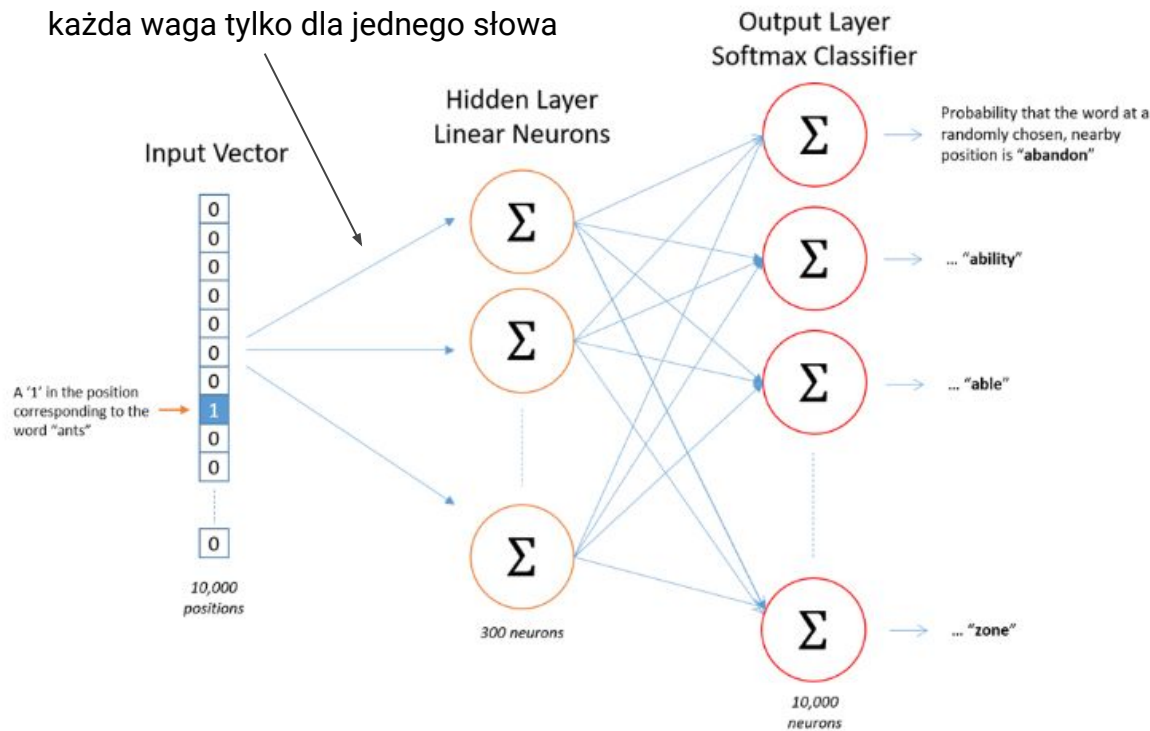 każda waga tylko dla jednego słowa
Output Layer
Softmax Classifier
Hidden Layer
Linear Neurons
Input Vector
Probability that the word at a
randomly chosen, nearby
position is “abandon”
0
0
0
0
0
0
0
1
0
0
0
A ‘1’ in the position
corresponding to the
word “ants”
10,000
positions
Σ
Σ
Σ
300 neurons
Σ
Σ
... “ability”
Σ
... “able”
Σ
... “zone”
10,000
neurons